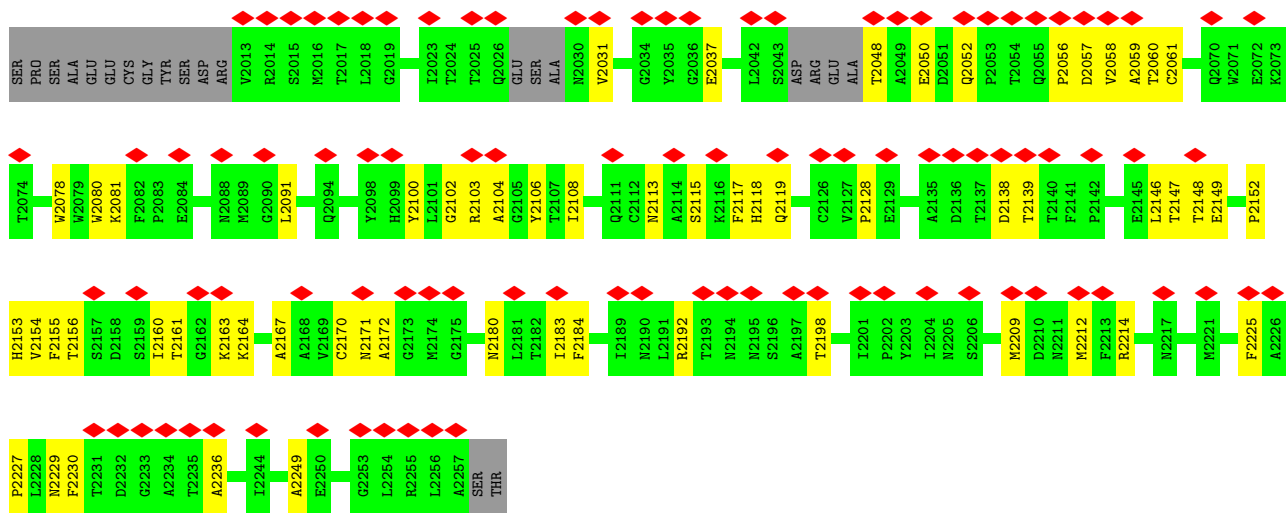 SER PRO SER ALA GLU GLU CYS GLY TYR SER ASP ARG V2013 R2014 S2015 M2016 T2017 L2018 G2019 I2023 T2024 T2025 Q2026 GLU SER ALA N2030 V2031 G2034 Y2035 G2036 E2037 L2042 S2043 ASP ARG GLU ALA T2048 A2049 E2050 D2051 Q2052 P2053 T2054 Q2055 P2056 D2057 V2058 A2059 T2060 C2061 Q2070 W2071 E2072 K2073
T2074 W2078 W2079 W2080 K2081 F2082 P2083 E2084 N2088 M2089 G2090 L2091 Q2094 Y2098 H2099 Y2100 L2101 G2102 R2103 A2104 G2105 Y2106 T2107 I2108 Q2111 C2112 N2113 A2114 S2115 K2116 F2117 H2118 Q2119 C2126 V2127 P2128 E2129 A2135 D2136 T2137 D2138 T2139 T2140 F2141 P2142 E2145 L2146 T2147 T2148 E2149 P2152
H2153 V2154 F2155 T2156 S2157 D2158 S2159 I2160 T2161 G2162 K2163 K2164 A2167 A2168 V2169 C2170 N2171 A2172 G2173 M2174 G2175 N2180 L2181 T2182 I2183 F2184 I2189 N2190 L2191 R2192 T2193 N2194 N2195 S2196 A2197 T2198 I2201 P2202 Y2203 I2204 N2205 S2206 M2209 D2210 N2211 M2212 F2213 R2214 N2217 M2221 F2225 A2226
P2227 L2228 N2229 F2230 T2231 D2232 G2233 A2234 T2235 A2236 I2244 A2249 E2250 G2253 L2254 R2255 L2256 A2257 SER THR